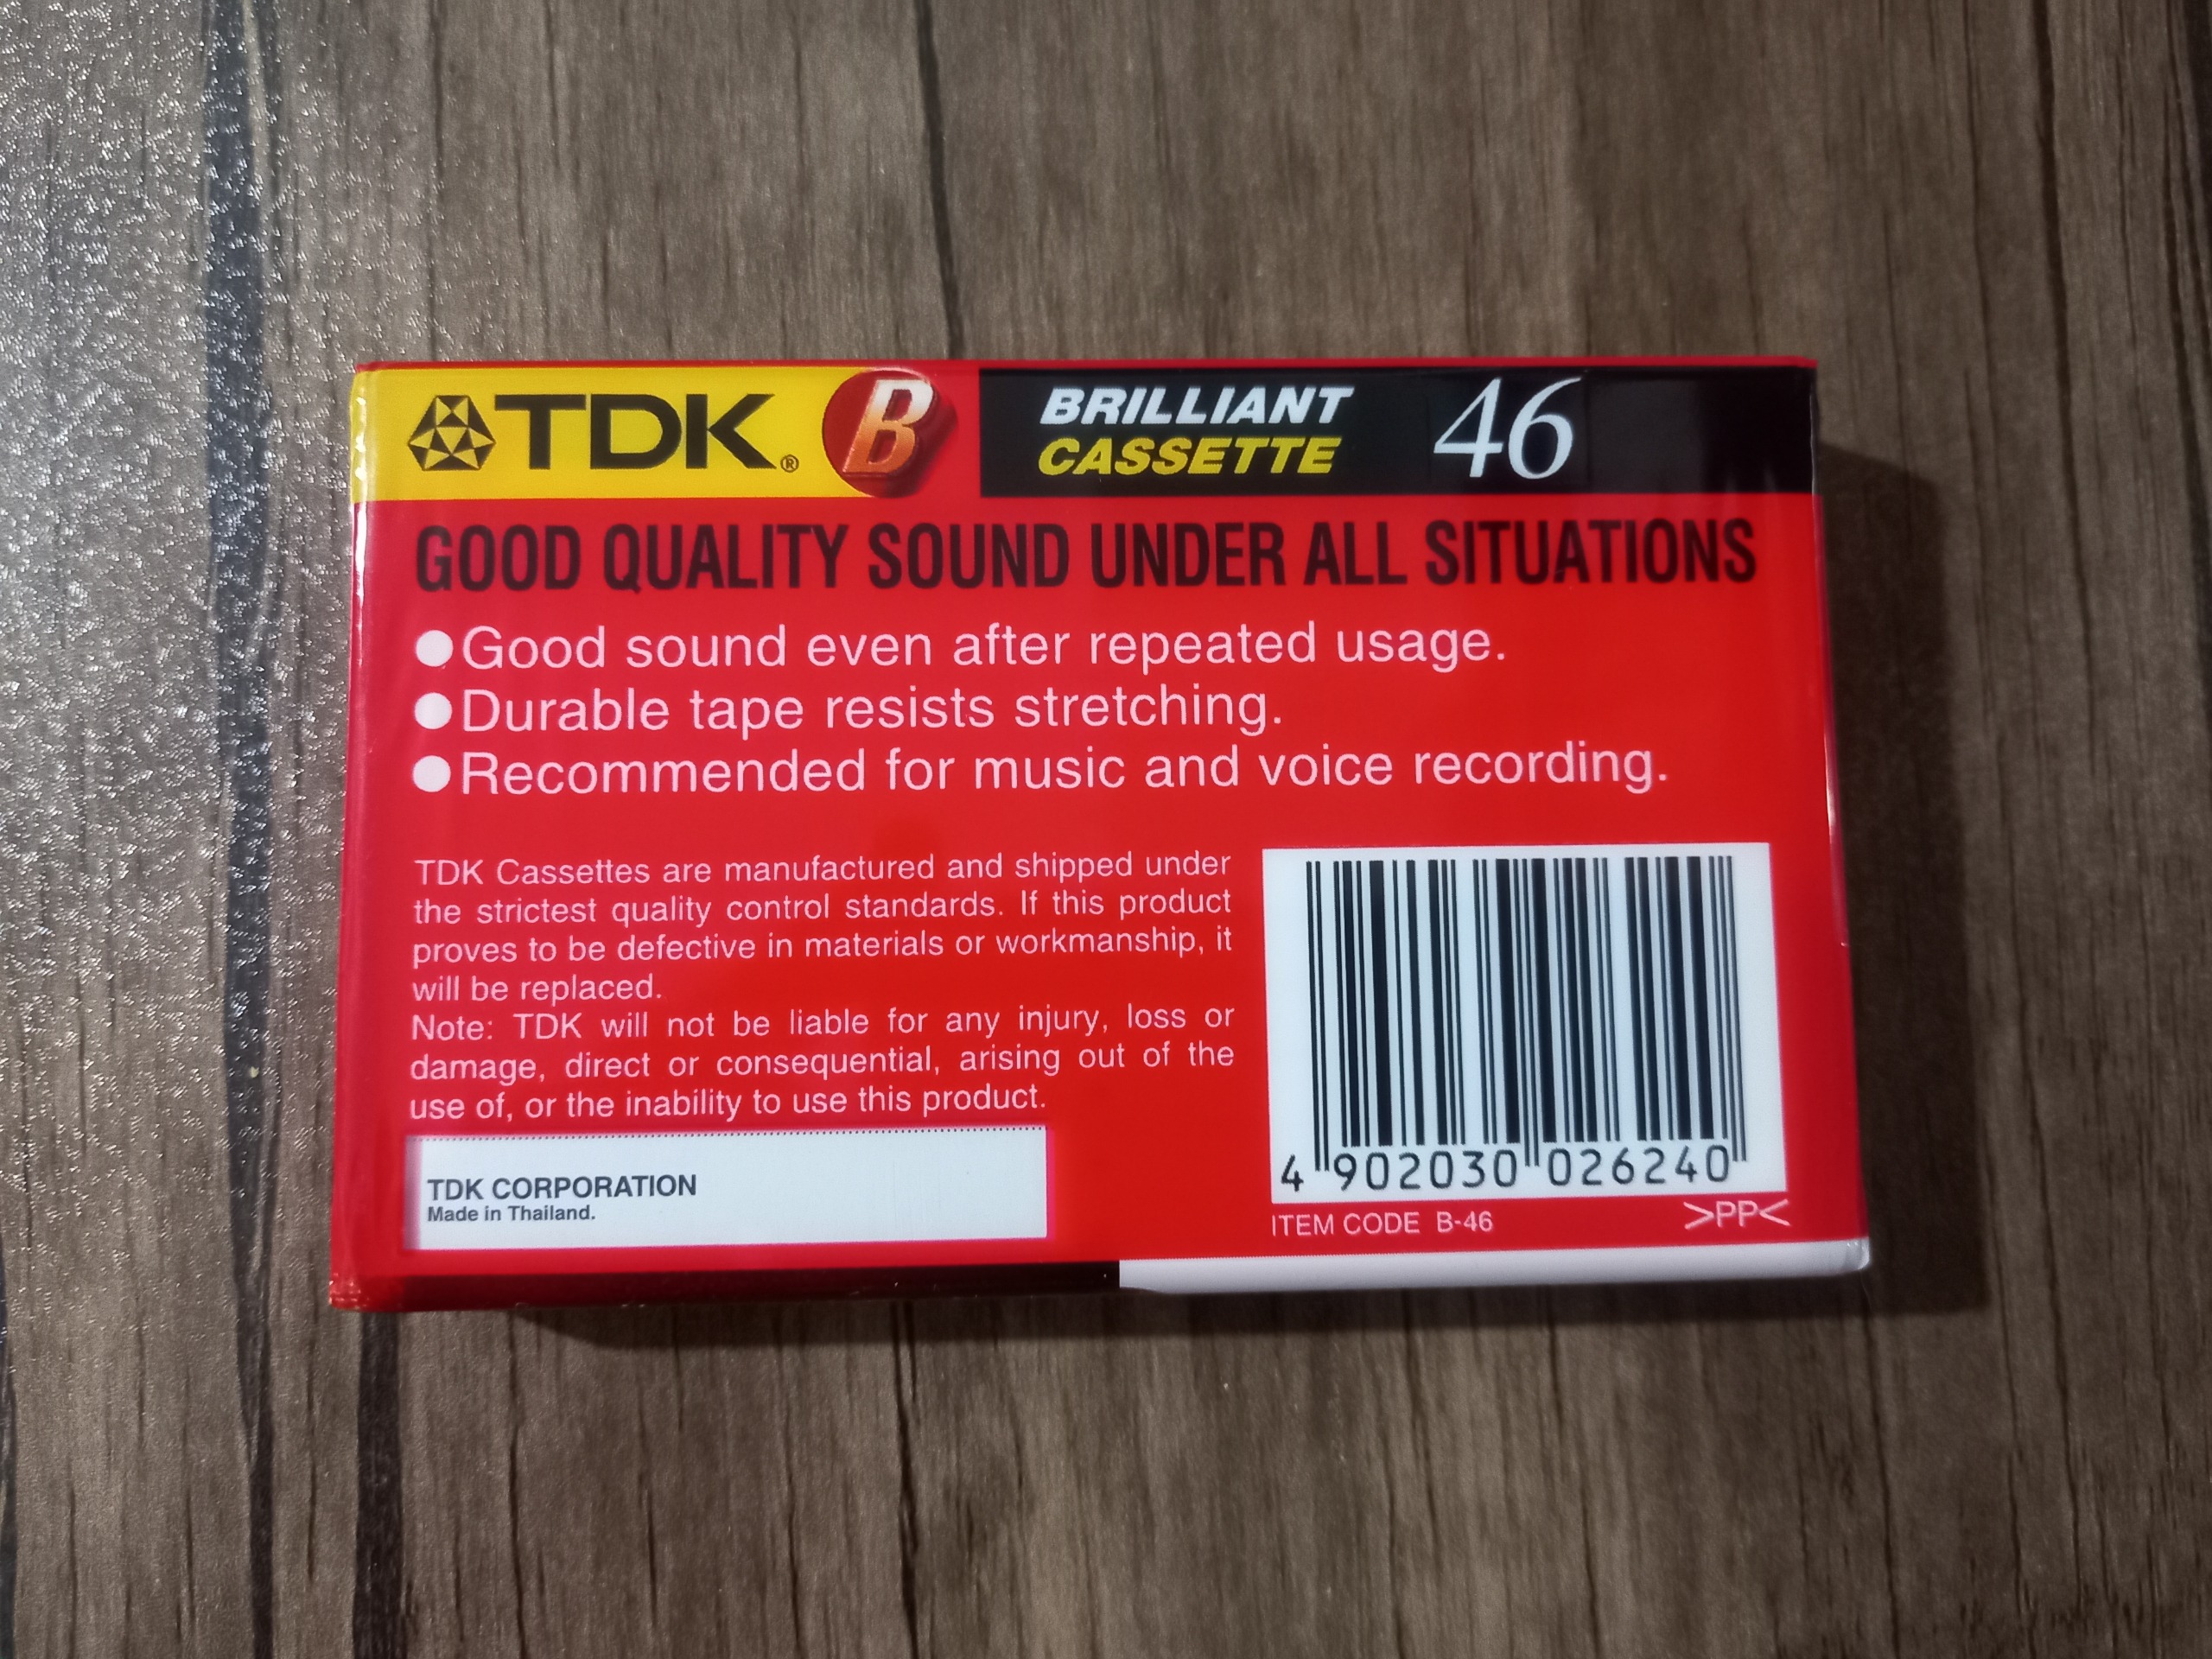 TDK® B BRILLIANT CASSETTE 46
GOOD QUALITY SOUND UNDER ALL SITUATIONS
●Good sound even after repeated usage.
●Durable tape resists stretching.
●Recommended for music and voice recording.
TDK Cassettes are manufactured and shipped under
the strictest quality control standards. If this product
proves to be defective in materials or workmanship, it
will be replaced.
Note: TDK will not be liable for any injury, loss or
damage, direct or consequential, arising out of the
use of, or the inability to use this product.
TDK CORPORATION
Made in Thailand.
4 902030 026240
ITEM CODE B-46
>PP<